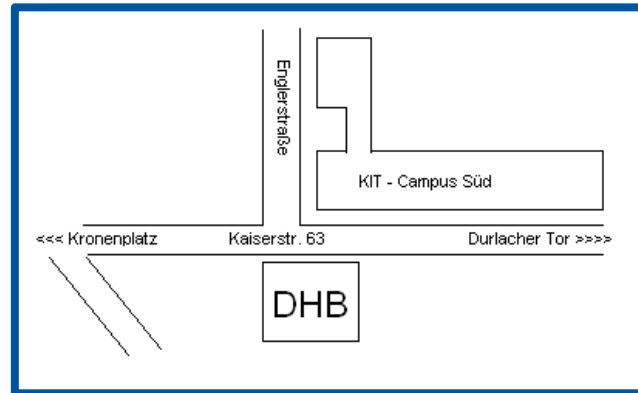 Englerstraße
KIT - Campus Süd
<<< Kronenplatz Kaiserstr. 63 Durlacher Tor >>>>
DHB